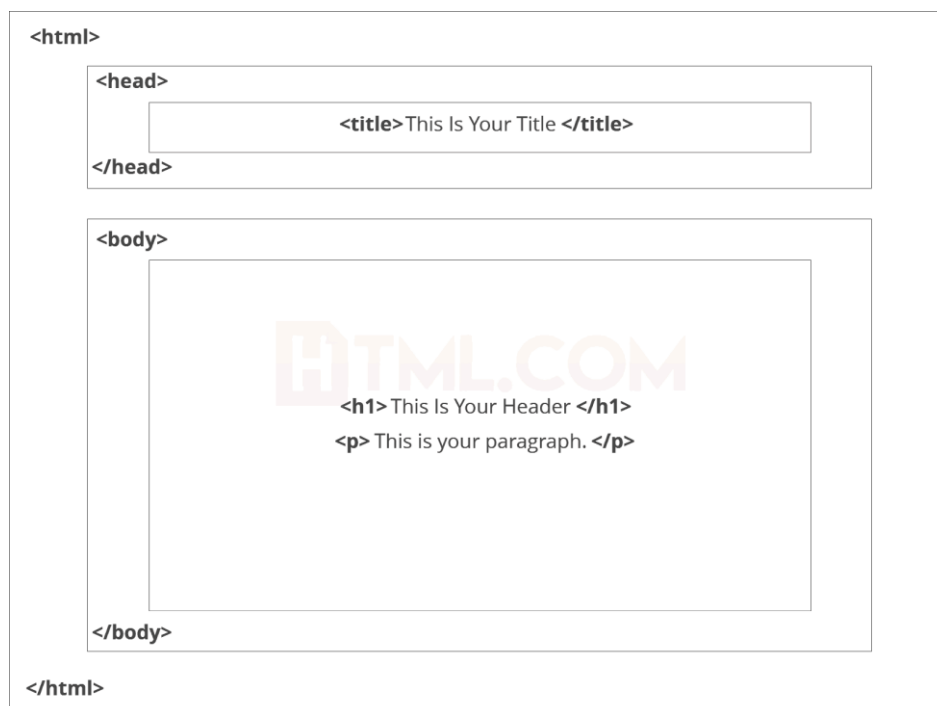 <html>
<head>
<title>This Is Your Title </title>
</head>
<body>
HTML.COM
<h1> This Is Your Header </h1>
<p> This is your paragraph. </p>
</body>
</html>